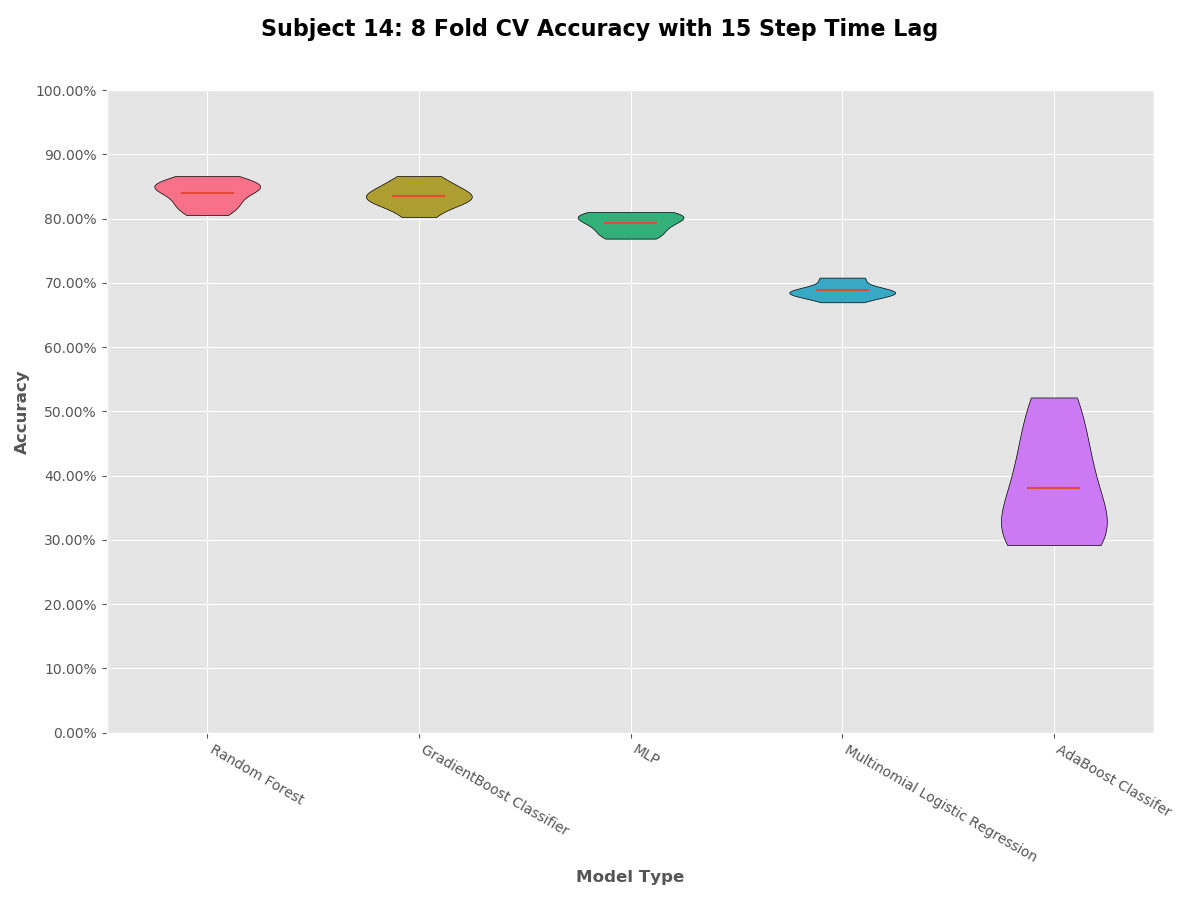 Subject 14: 8 Fold CV Accuracy with 15 Step Time Lag
100.00%
90.00%
80.00%
70.00%
60.00%
50.00%
40.00%
30.00%
20.00%
10.00%
0.00%
Accuracy
Random Forest
GradientBoost Classifier
MLP
Multinomial Logistic Regression
AdaBoost Classifer
Model Type